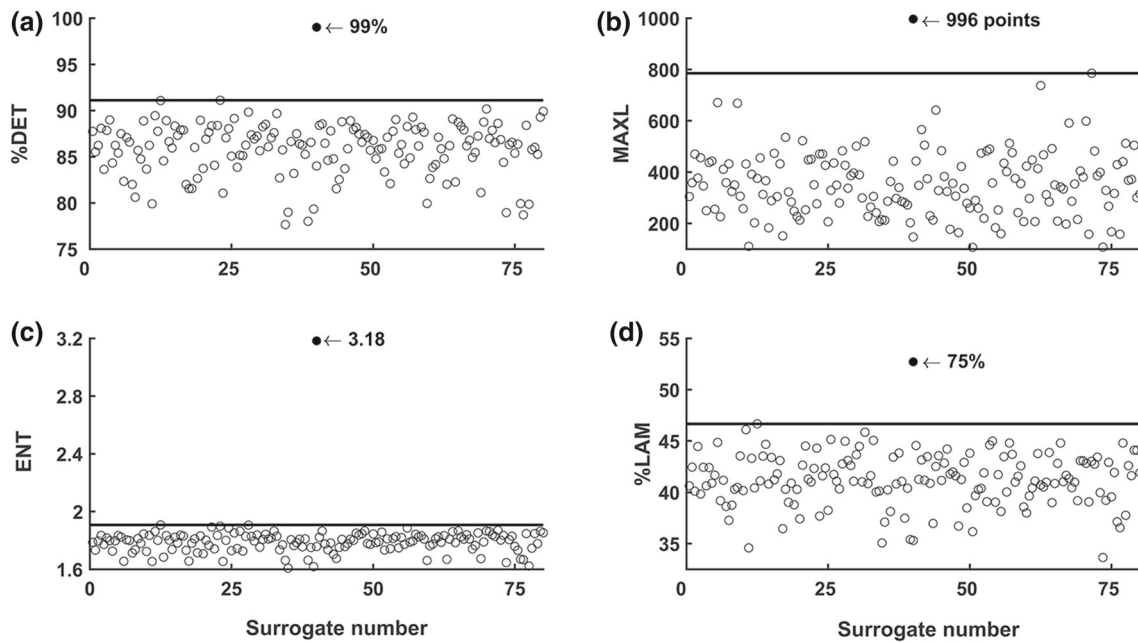 (a)
%DET
100
95
90
85
80
75
← 99%
0 25 50 75
(b)
MAXL
1000
800
600
400
200
← 996 points
0 25 50 75
(c)
ENT
3.2
2.8
2.4
2
1.6
← 3.18
0 25 50 75
Surrogate number
(d)
%LAM
55
50
45
40
35
← 75%
0 25 50 75
Surrogate number